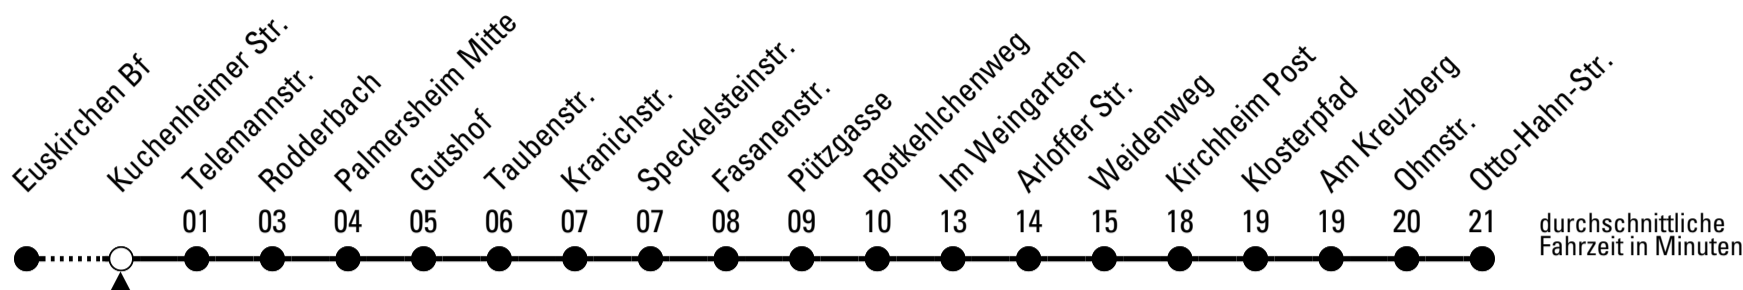 Euskirchen Bf
Kuchenheimer Str.
Telemannstr.
Rodderbach
Palmersheim Mitte
Gutshof
Taubenstr.
Kranichstr.
Speckelsteinstr.
Fasanenstr.
Pützgasse
Rotkehlchenweg
Im Weingarten
Arloffer Str.
Weidenweg
Kirchheim Post
Klosterpfad
Am Kreuzberg
Ohmstr.
Otto-Hahn-Str.
01 03 04 05 06 07 07 08 09 10 13 14 15 18 19 19 20 21
durchschnittliche
Fahrzeit in Minuten